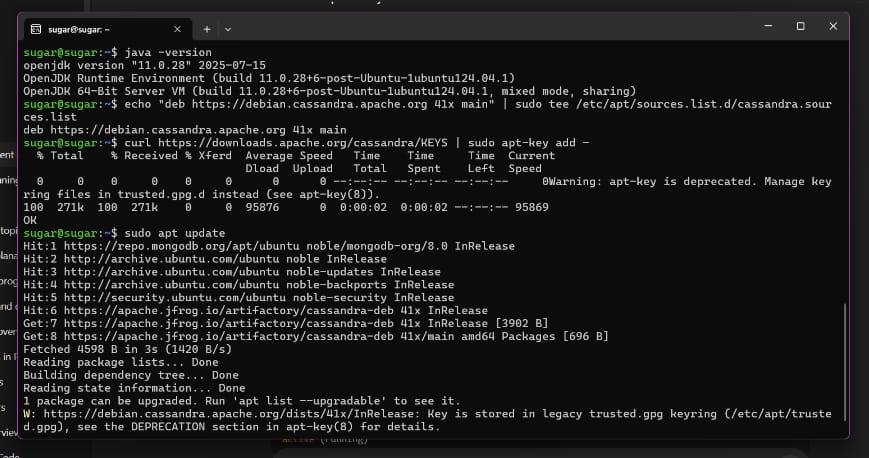 sugar@sugar: ~
sugar@sugar:~$ java -version
openjdk version "11.0.28" 2025-07-15
OpenJDK Runtime Environment (build 11.0.28+6-post-Ubuntu-1ubuntu124.04.1)
OpenJDK 64-Bit Server VM (build 11.0.28+6-post-Ubuntu-1ubuntu124.04.1, mixed mode, sharing)
sugar@sugar:~$ echo "deb https://debian.cassandra.apache.org 41x main" | sudo tee /etc/apt/sources.list.d/cassandra.sour
ces.list
deb https://debian.cassandra.apache.org 41x main
sugar@sugar:~$ curl https://downloads.apache.org/cassandra/KEYS | sudo apt-key add -
  % Total    % Received % Xferd  Average Speed   Time    Time     Time  Current
                                 Dload  Upload   Total   Spent    Left  Speed
  0     0    0     0    0     0      0      0 --:--:-- --:--:-- --:--:--     0Warning: apt-key is deprecated. Manage key
ring files in trusted.gpg.d instead (see apt-key(8)).
100  271k  100  271k    0     0  95876      0  0:00:02  0:00:02 --:--:-- 95869
OK
sugar@sugar:~$ sudo apt update
Hit:1 https://repo.mongodb.org/apt/ubuntu noble/mongodb-org/8.0 InRelease
Hit:2 http://archive.ubuntu.com/ubuntu noble InRelease
Hit:3 http://archive.ubuntu.com/ubuntu noble-updates InRelease
Hit:4 http://archive.ubuntu.com/ubuntu noble-backports InRelease
Hit:5 http://security.ubuntu.com/ubuntu noble-security InRelease
Hit:6 https://apache.jfrog.io/artifactory/cassandra-deb 41x InRelease
Get:7 https://apache.jfrog.io/artifactory/cassandra-deb 41x InRelease [3902 B]
Get:8 https://apache.jfrog.io/artifactory/cassandra-deb 41x/main amd64 Packages [696 B]
Fetched 4598 B in 3s (1420 B/s)
Reading package lists... Done
Building dependency tree... Done
Reading state information... Done
1 package can be upgraded. Run 'apt list --upgradable' to see it.
W: https://debian.cassandra.apache.org/dists/41x/InRelease: Key is stored in legacy trusted.gpg keyring (/etc/apt/truste
d.gpg), see the DEPRECATION section in apt-key(8) for details.
active (running)